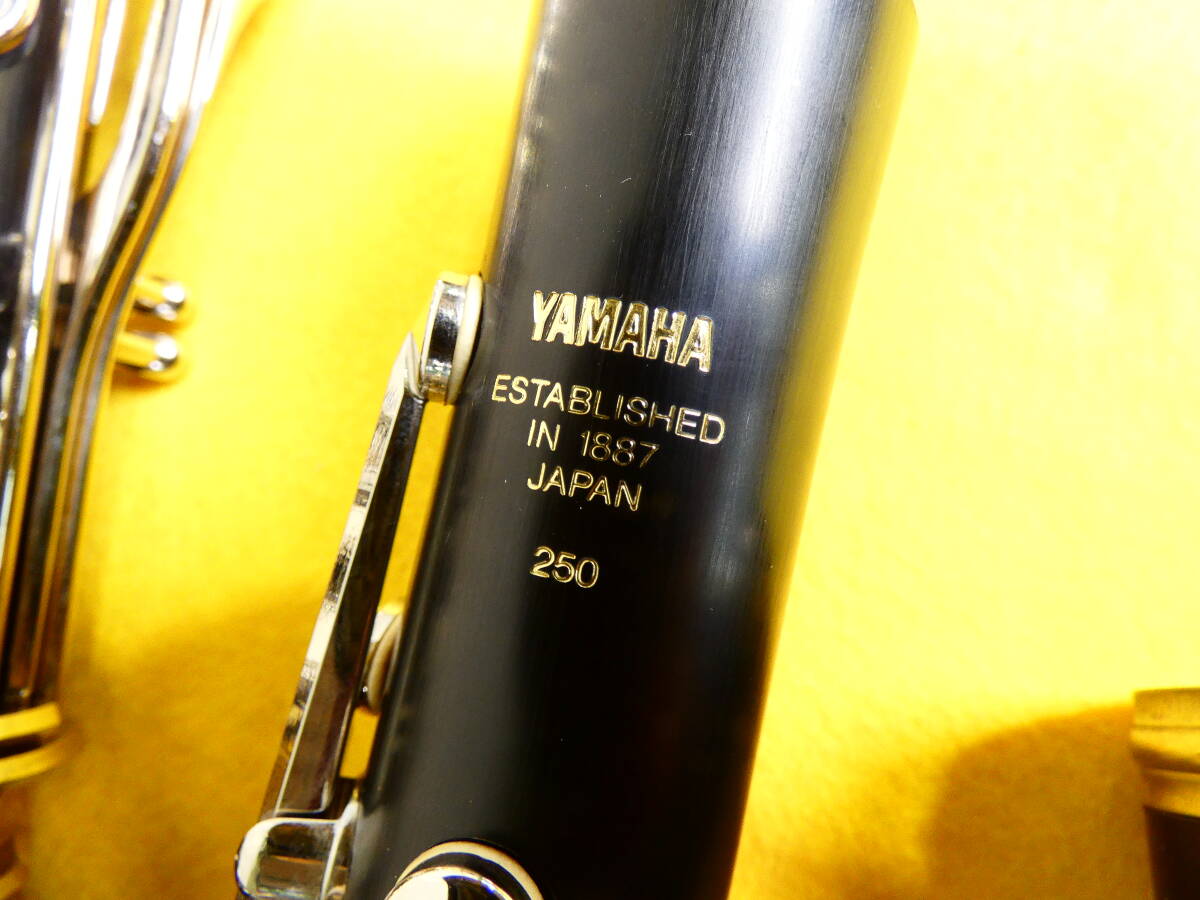 YAMAHA
ESTABLISHED
IN 1887
JAPAN
250